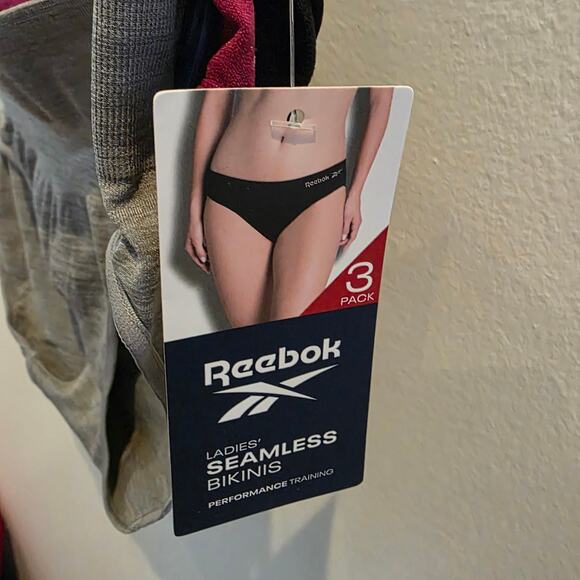 Reebok
3
PACK
Reebok
LADIES'
SEAMLESS
BIKINIS
PERFORMANCE TRAINING